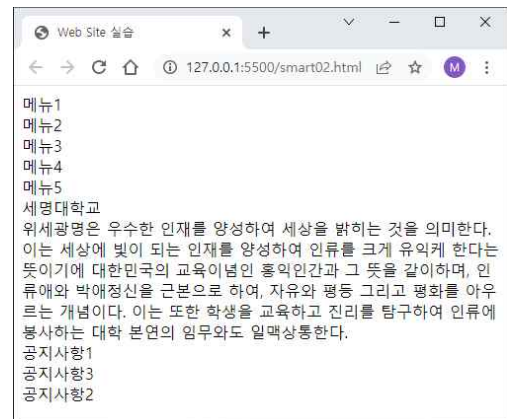 Web Site 실습
127.0.0.1:5500/smart02.html
M
메뉴1
메뉴2
메뉴3
메뉴4
메뉴5
세명대학교
위세광명은 우수한 인재를 양성하여 세상을 밝히는 것을 의미한다.
이는 세상에 빛이 되는 인재를 양성하여 인류를 크게 유익케 한다는
뜻이기에 대한민국의 교육이념인 홍익인간과 그 뜻을 같이하며, 인
류애와 박애정신을 근본으로 하여, 자유와 평등 그리고 평화를 아우
르는 개념이다. 이는 또한 학생을 교육하고 진리를 탐구하여 인류에
봉사하는 대학 본연의 임무와도 일맥상통한다.
공지사항1
공지사항3
공지사항2